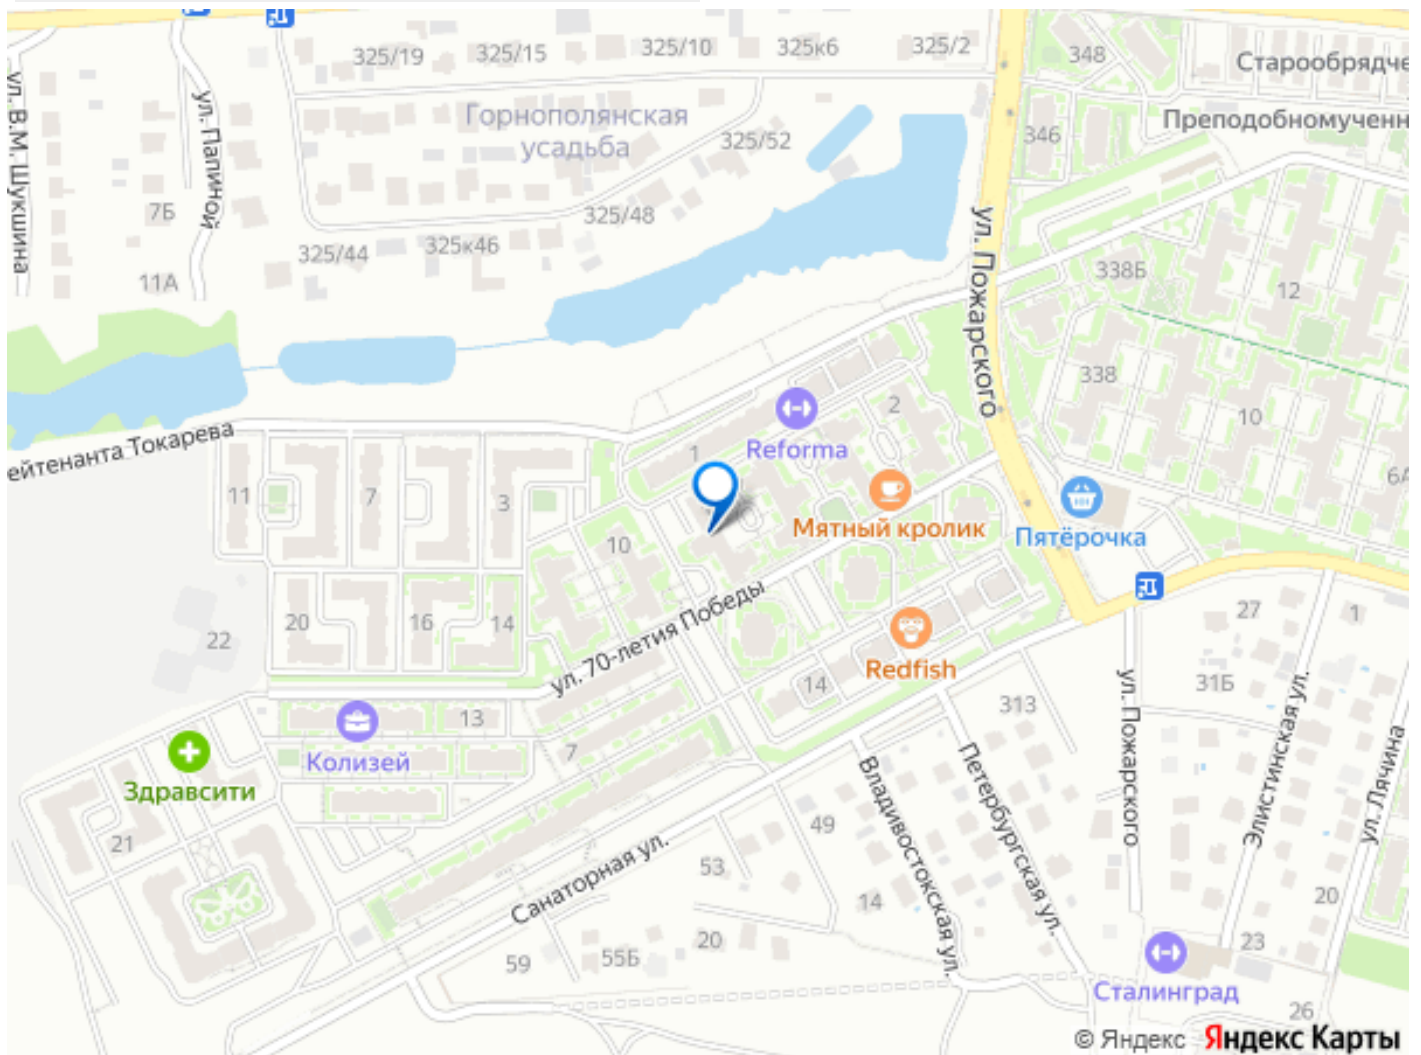 325/19
325/15
325/10
325к6
325/2
348
Старообрядче
Горнополянская
усадьба
325/52
346
Преподобномученн
ул. В.М. Шукшина
ул. Папиной
7Б
325/48
325к46
325/44
11А
ул. Пожарского
338Б
12
338
10
6А
2
Reforma
1
ейтенанта Токарева
11
7
3
Мятный кролик
Пятёрочка
10
20
16
14
22
ул. 70-летия Победы
Redfish
14
27
1
31Б
313
13
Колизей
7
Здравсити
21
ул. Пожарского
Элистинская ул.
ул. Лячина
Петербургская ул.
Владивостокская ул.
49
53
14
Санаторная ул.
20
20
55Б
59
23
Сталинград
26
© Яндекс Яндекс Карты